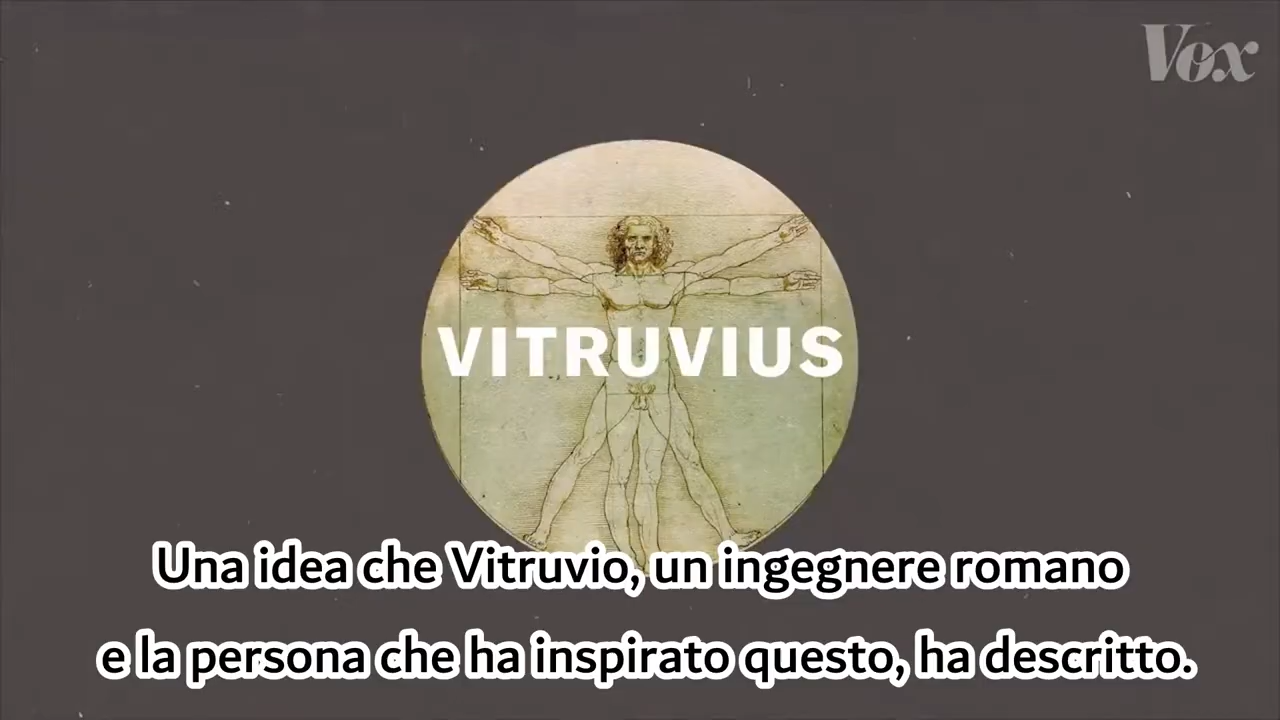 Vox
VITRUVIUS
Una idea che Vitruvio, un ingegnere romano
e la persona che ha inspirato questo, ha descritto.